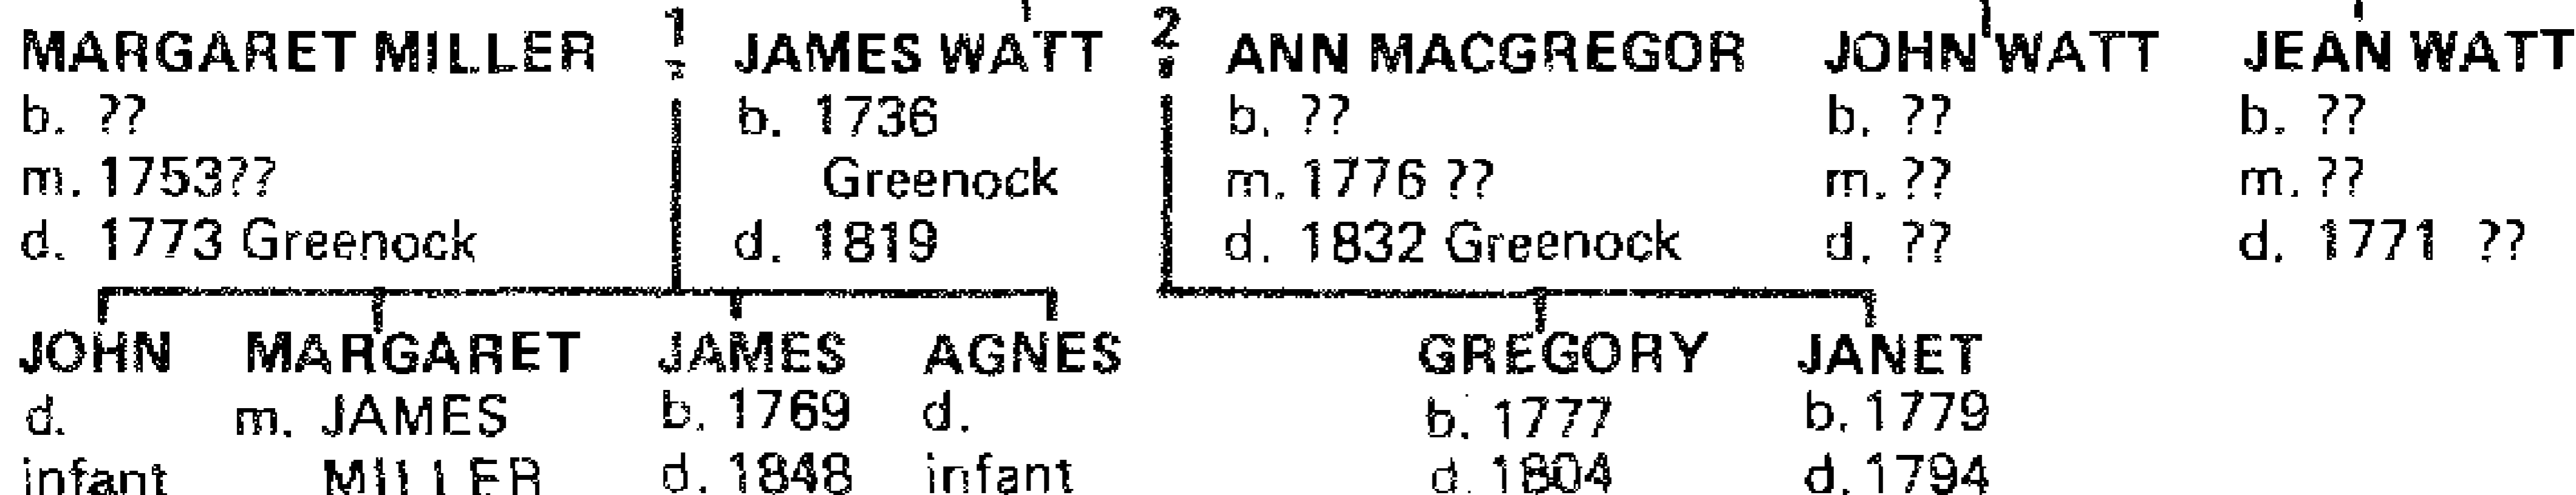 MARGARET MILLER 1 JAMES WATT 2 ANN MACGREGOR JOHN WATT JEAN WATT
b. ?? b. 1736 b. ?? b. ?? b. ??
m. 1753?? Greenock m. 1776 ?? m. ?? m. ??
d. 1773 Greenock d. 1819 d. 1832 Greenock d. ?? d. 1771 ??
JOHN MARGARET JAMES AGNES GREGORY JANET
d. m. JAMES b. 1769 d. b. 1777 b. 1779
infant MILLER d. 1848 infant d. 1804 d. 1794